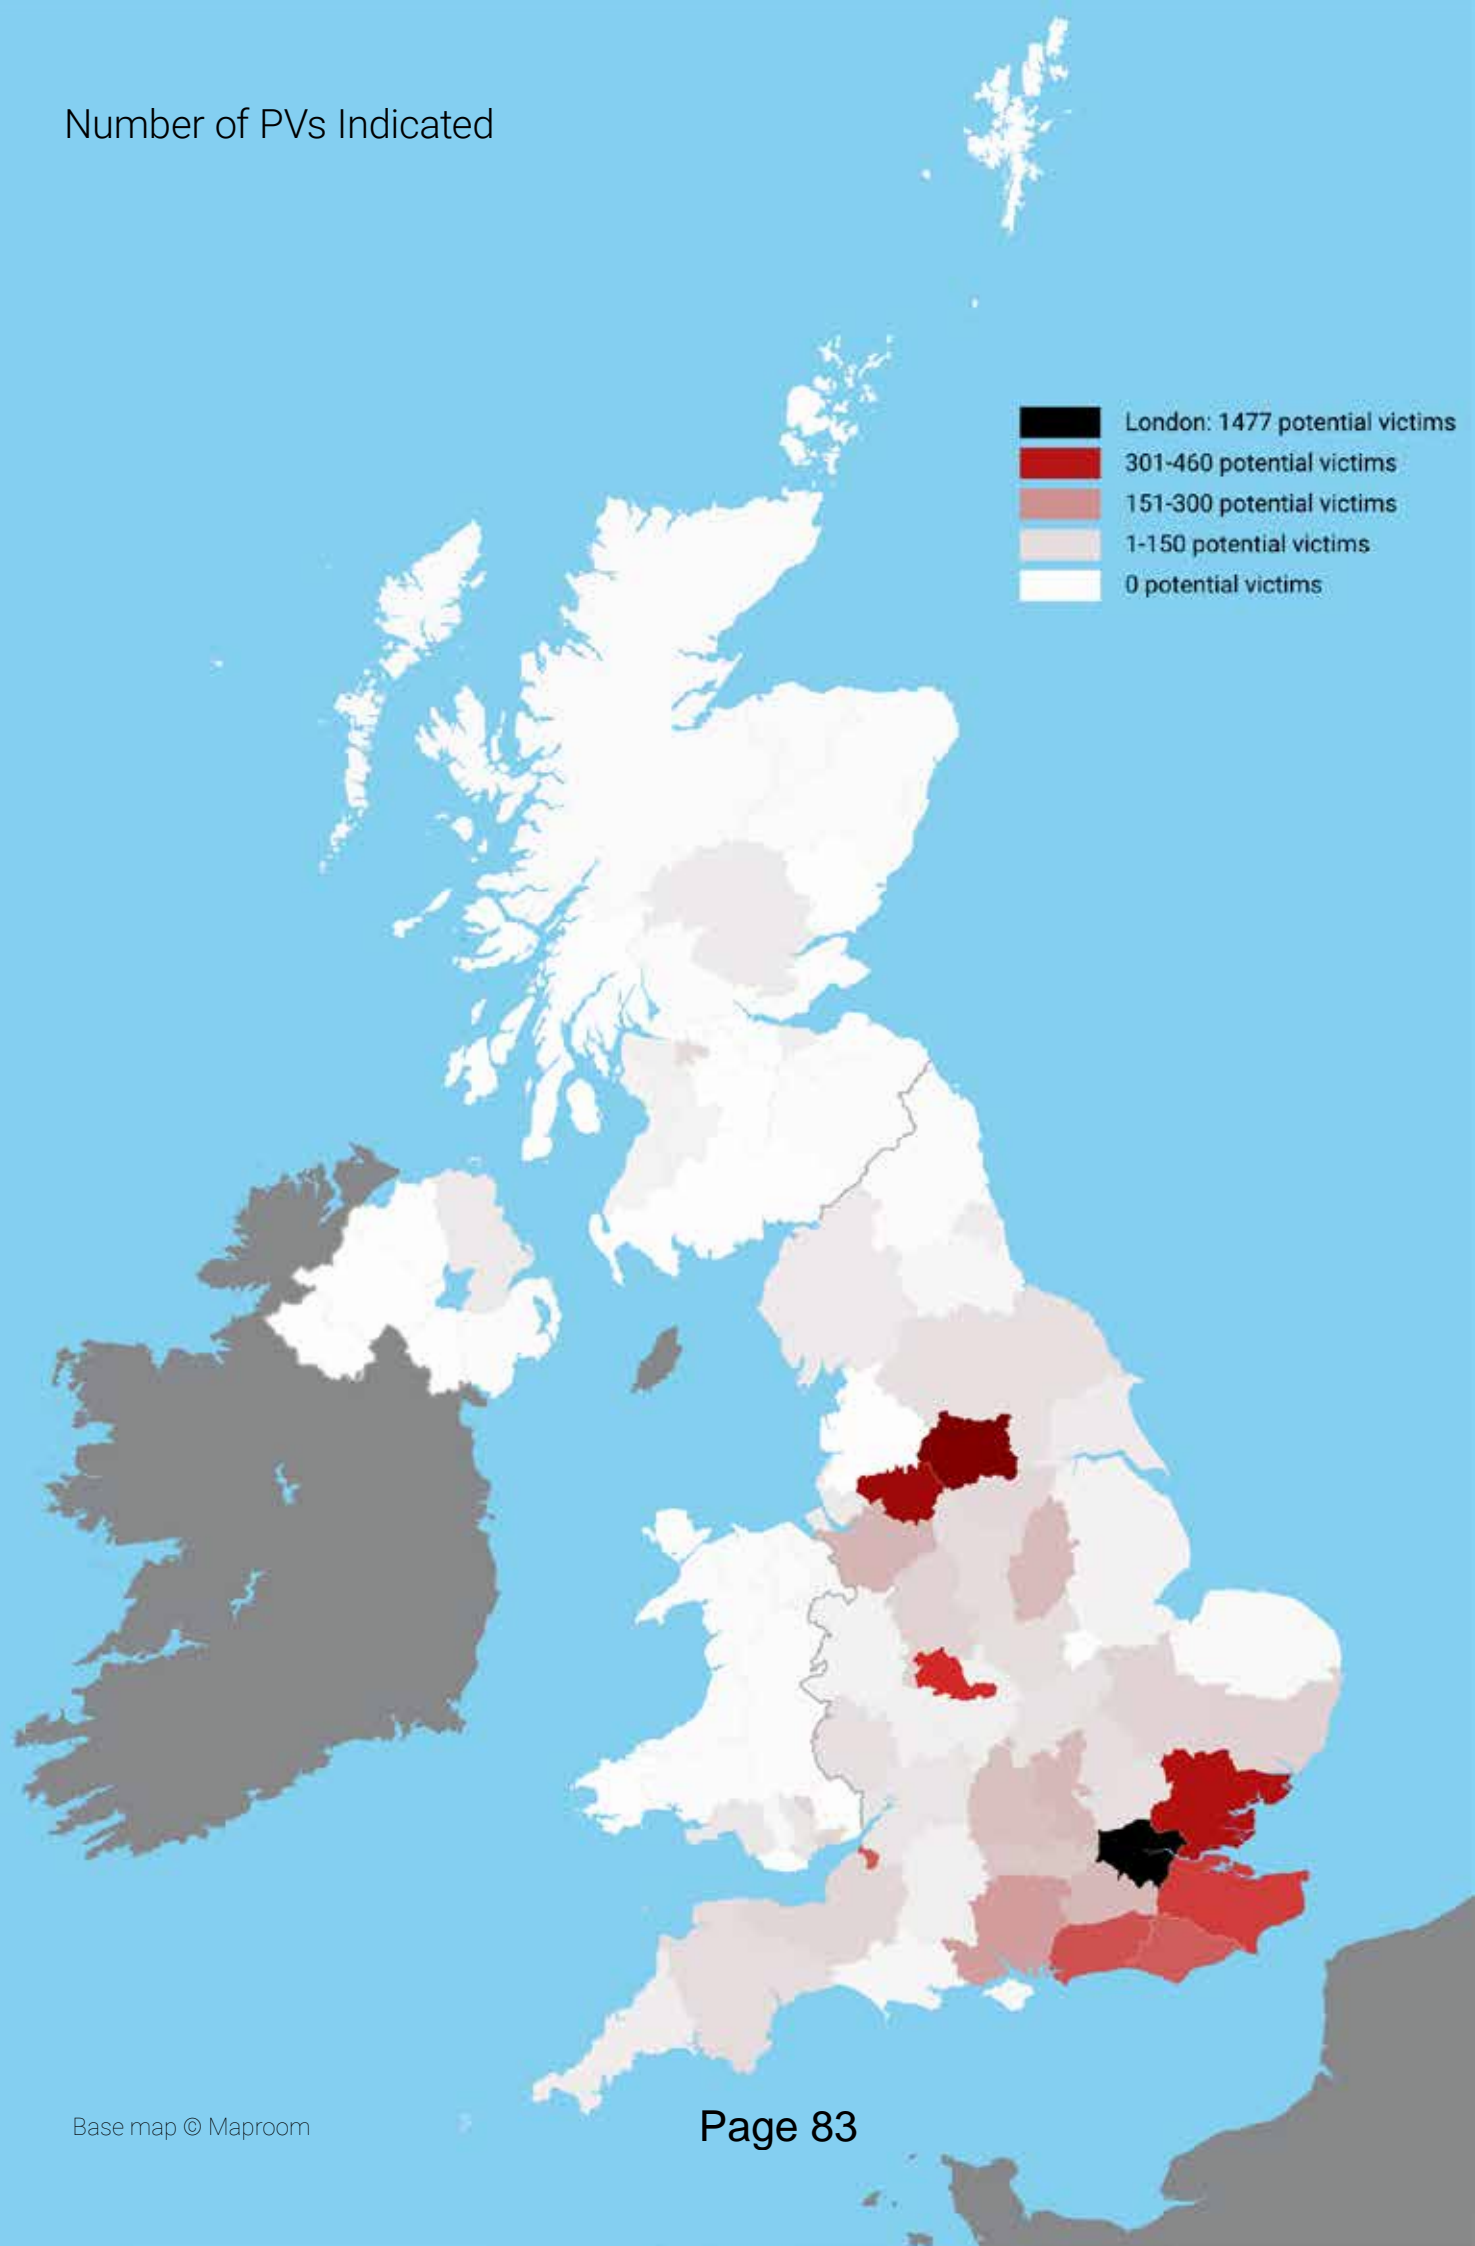 Number of PVs Indicated
London: 1477 potential victims
301-460 potential victims
151-300 potential victims
1-150 potential victims
0 potential victims
Base map © Maproom
Page 83